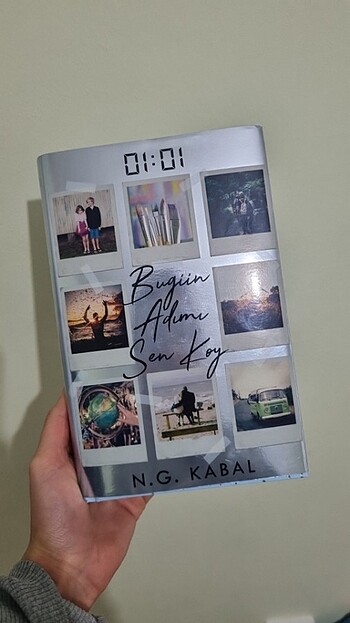 01:01
Bugün
Adımı
Sen Koy
N.G. KABAL